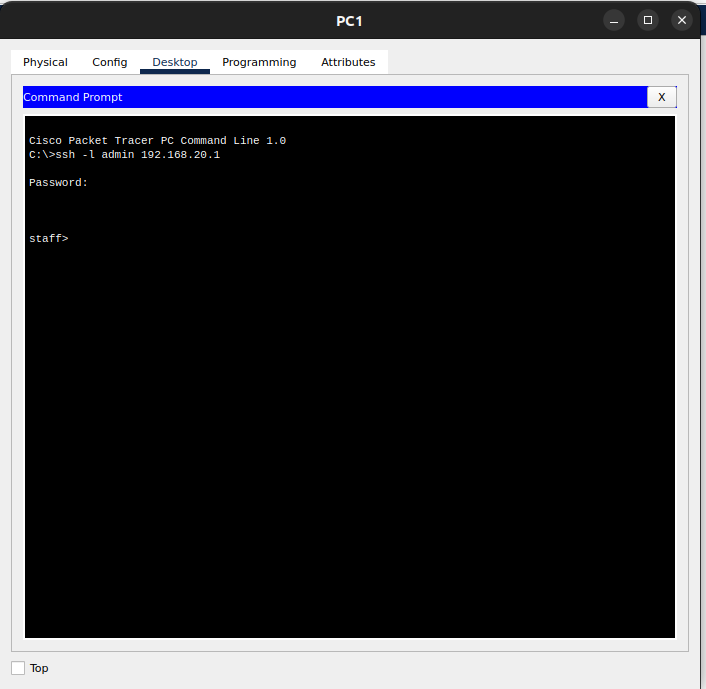 PC1
Physical Config Desktop Programming Attributes
Command Prompt X
Cisco Packet Tracer PC Command Line 1.0
C:\>ssh -l admin 192.168.20.1
Password:
staff>
Top